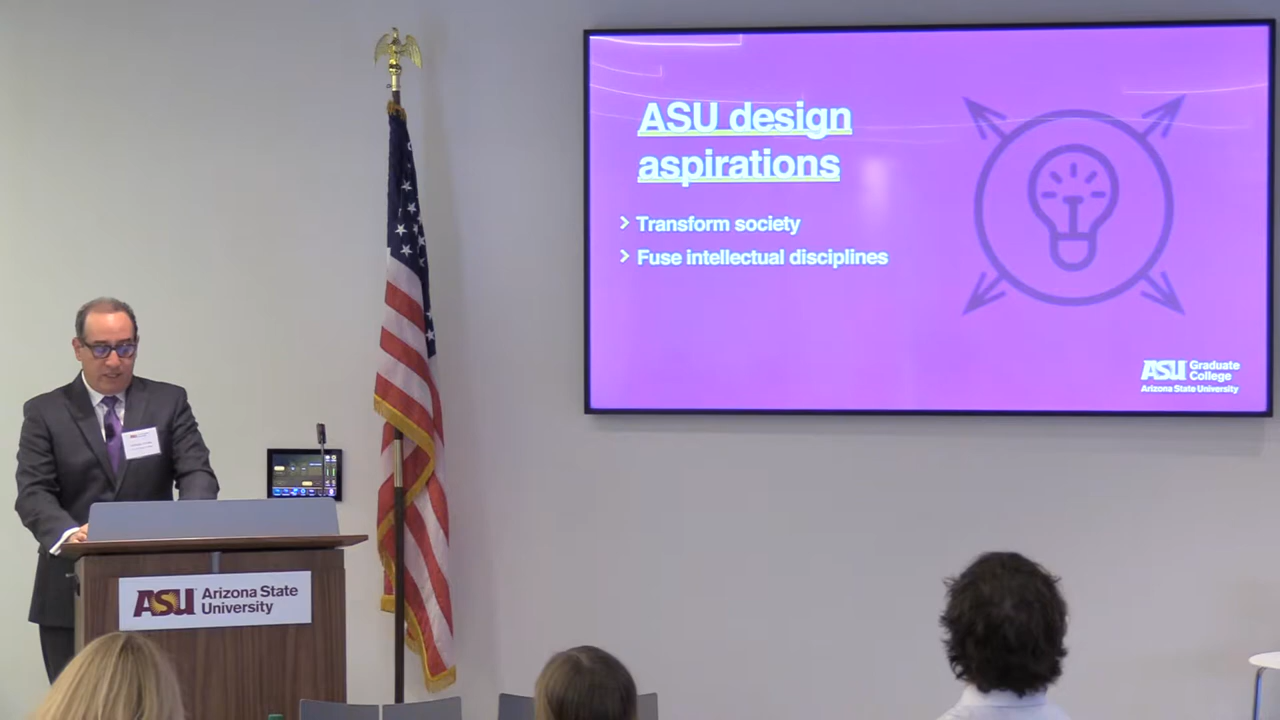 ASU design
aspirations
Transform society
Fuse intellectual disciplines
ASU Graduate
College
Arizona State University
ASU Arizona State
University